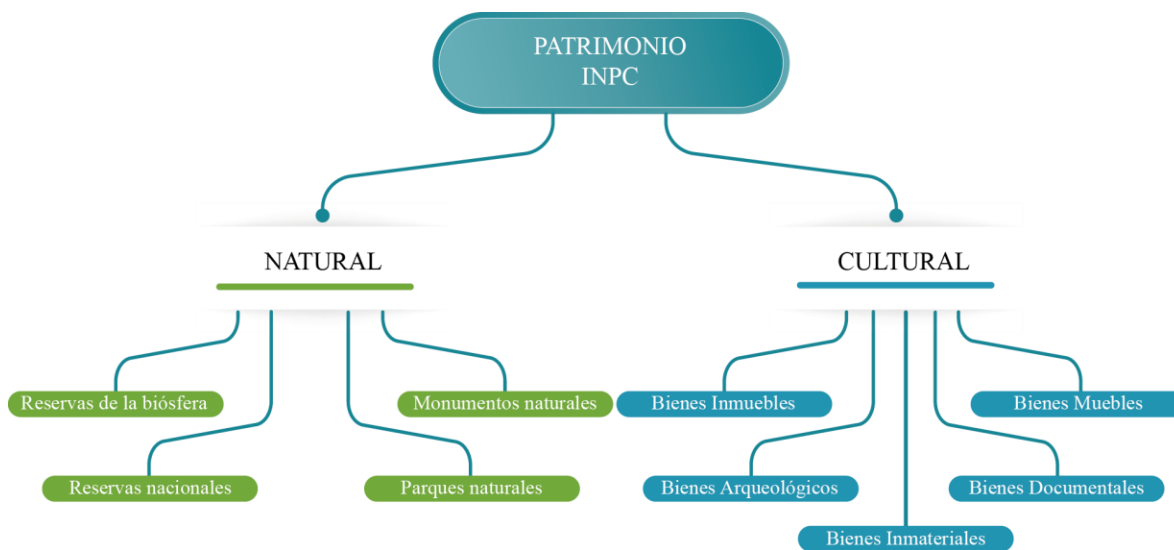 PATRIMONIO
INPC
NATURAL
CULTURAL
Reservas de la biósfera
Monumentos naturales
Bienes Inmuebles
Bienes Muebles
Reservas nacionales
Parques naturales
Bienes Arqueológicos
Bienes Documentales
Bienes Inmateriales